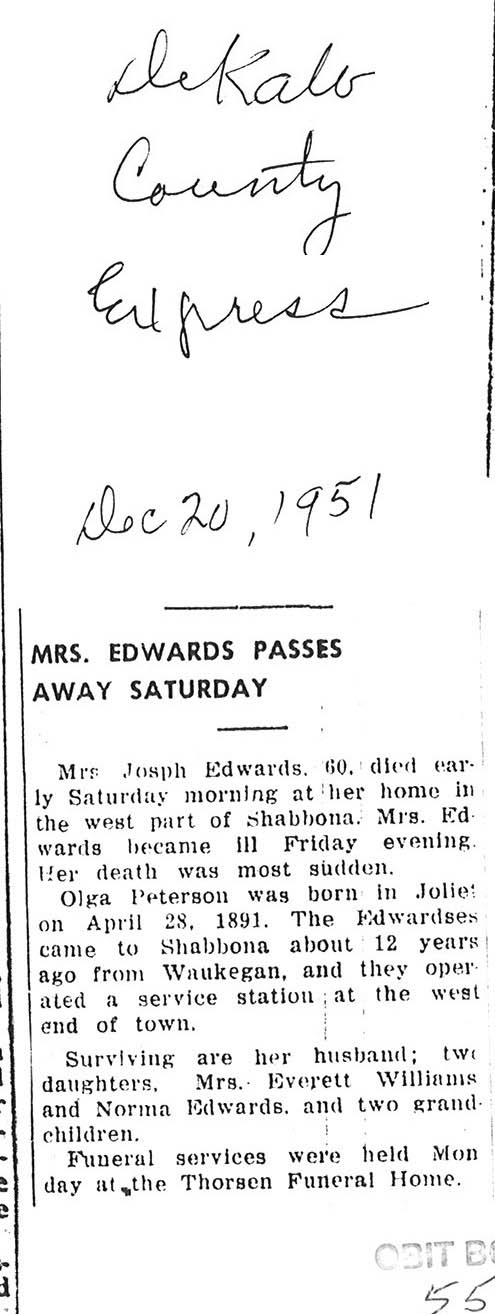 DeKalb
County
Express
Dec 20, 1951
MRS. EDWARDS PASSES
AWAY SATURDAY
Mrs Josph Edwards, 60, died ear-
ly Saturday morning at her home in
the west part of Shabbona. Mrs. Ed-
wards became ill Friday evening.
Her death was most sudden.
Olga Peterson was born in Joliet
on April 28, 1891. The Edwardses
came to Shabbona about 12 years
ago from Waukegan, and they oper-
ated a service station at the west
end of town.
Surviving are her husband; two
daughters, Mrs. Everett Williams
and Norma Edwards, and two grand-
children.
Funeral services were held Mon
day at the Thorsen Funeral Home.
OBIT BO
55